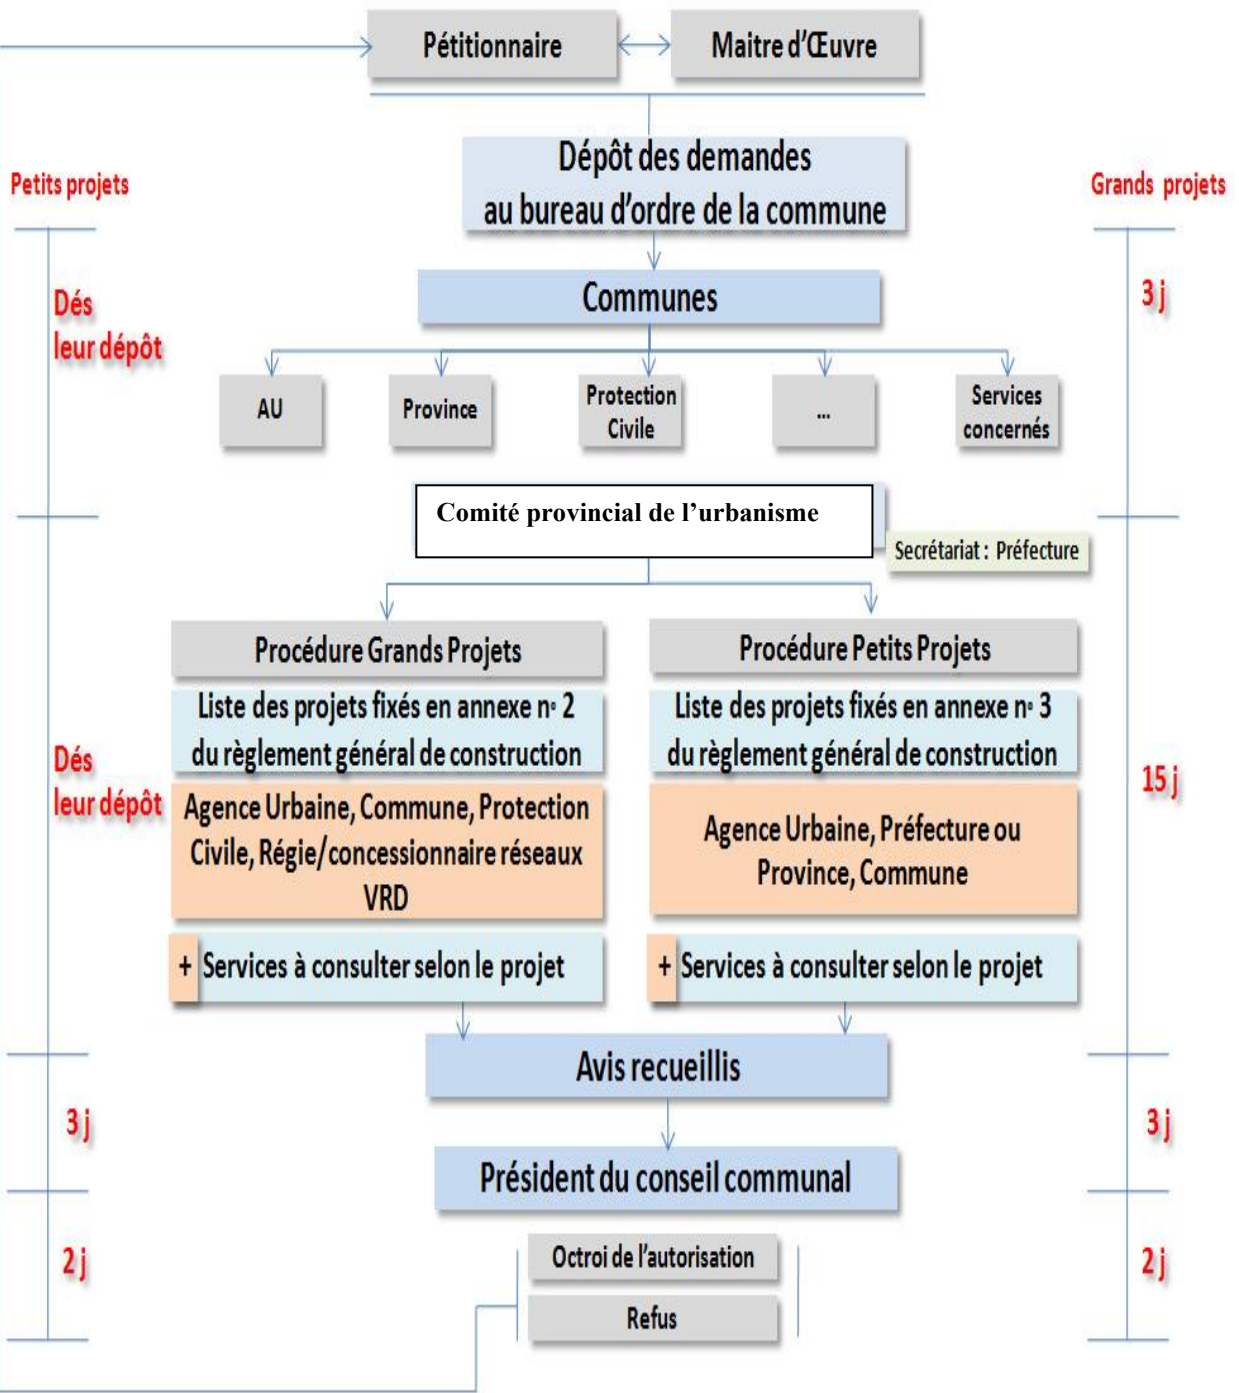 Pétitionnaire
Maitre d'Œuvre
Dépôt des demandes
au bureau d'ordre de la commune
Petits projets
Grands projets
Dés
leur dépôt
3 j
Communes
AU
Province
Protection
Civile
...
Services
concernés
Comité provincial de l'urbanisme
Secrétariat : Préfecture
Procédure Grands Projets
Procédure Petits Projets
Liste des projets fixés en annexe n° 2
du règlement général de construction
Liste des projets fixés en annexe n° 3
du règlement général de construction
Dés
leur dépôt
15 j
Agence Urbaine, Commune, Protection
Civile, Régie/concessionnaire réseaux
VRD
Agence Urbaine, Préfecture ou
Province, Commune
+ Services à consulter selon le projet
+ Services à consulter selon le projet
Avis recueillis
3 j
3 j
Président du conseil communal
2 j
2 j
Octroi de l'autorisation
Refus